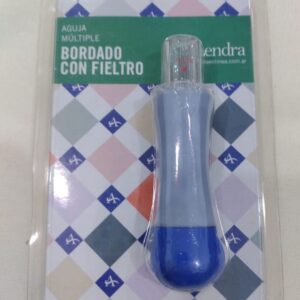 AGUJA
MÚLTIPLE
BORDADO
CON FIELTRO
endra